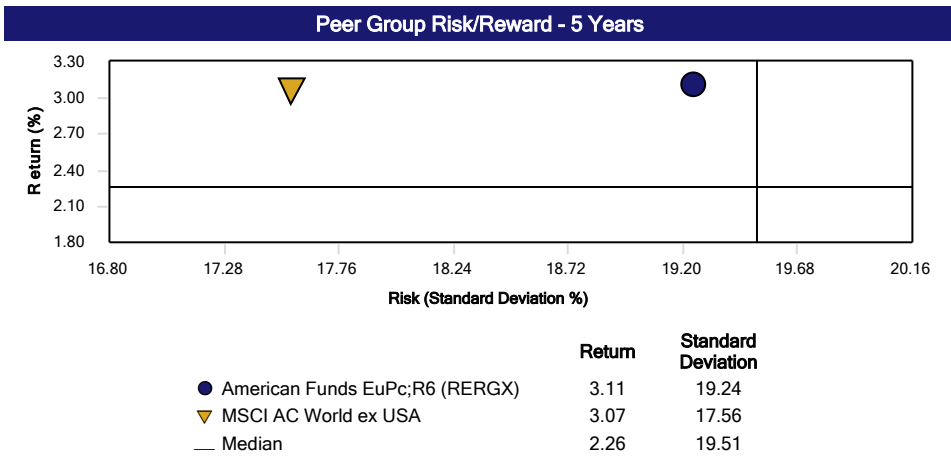 Peer Group Risk/Reward - 5 Years
3.30
3.00
2.70
2.40
2.10
1.80
R eturn (%)
16.80 17.28 17.76 18.24 18.72 19.20 19.68 20.16
Risk (Standard Deviation %)
Return Standard Deviation
American Funds EuPc;R6 (RERGX) 3.11 19.24
MSCI AC World ex USA 3.07 17.56
Median 2.26 19.51